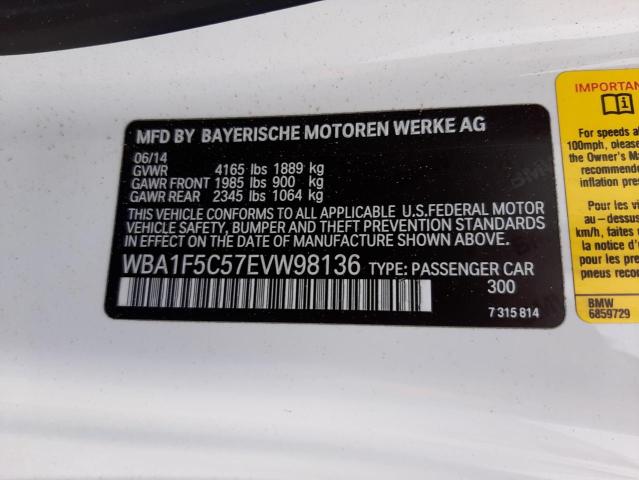 MFD BY BAYERISCHE MOTOREN WERKE AG
06/14
GVWR 4165 lbs 1889 kg
GAWR FRONT 1985 lbs 900 kg
GAWR REAR 2345 lbs 1064 kg
THIS VEHICLE CONFORMS TO ALL APPLICABLE U.S.FEDERAL MOTOR
VEHICLE SAFETY, BUMPER AND THEFT PREVENTION STANDARDS
IN EFFECT ON THE DATE OF MANUFACTURE SHOWN ABOVE.
WBA1F5C57EVW98136 TYPE: PASSENGER CAR
300
7 315 814
IMPORTAN
For speeds a
100mph, please
the Owner's Ma
recommende
inflation pres
Pour les vi
au-dessus
km/h, faites
la notice d'
pneus recom
BMW
6859729